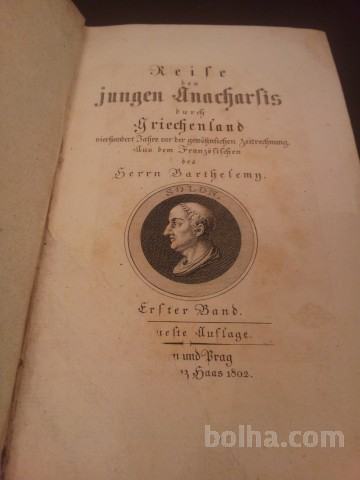 Reise
des
jungen Anacharsis
durch
Griechenland
vierhundert Jahre vor der gewöhnlichen Zeitrechnung.
Aus dem Französischen
des
Herrn Barthelemy.
SOLON.
Erster Band.
ueste Auflage.
n und Prag
Haas 1802.
bolha.com